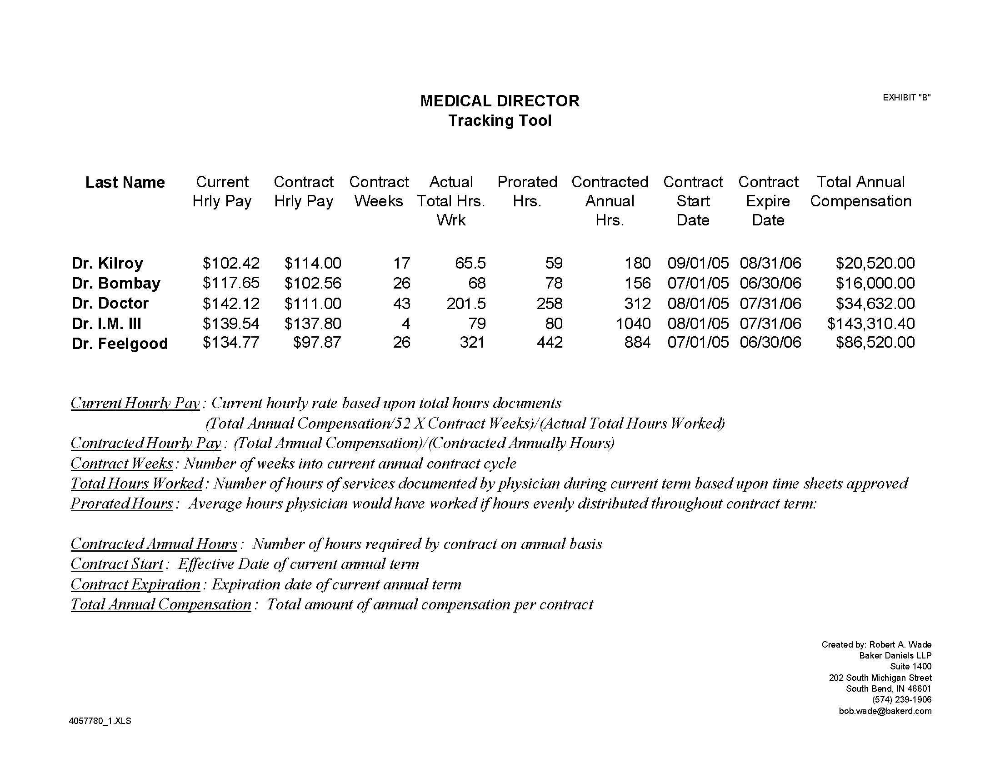 EXHIBIT "B"
MEDICAL DIRECTOR
Tracking Tool
Last Name Current Contract Contract Actual Prorated Contracted Contract Contract Total Annual
Hrly Pay Hrly Pay Weeks Total Hrs. Hrs. Annual Start Expire Compensation
Wrk Hrs. Date Date
Dr. Kilroy $102.42 $114.00 17 65.5 59 180 09/01/05 08/31/06 $20,520.00
Dr. Bombay $117.65 $102.56 26 68 78 156 07/01/05 06/30/06 $16,000.00
Dr. Doctor $142.12 $111.00 43 201.5 258 312 08/01/05 07/31/06 $34,632.00
Dr. I.M. Ill $139.54 $137.80 4 79 80 1040 08/01/05 07/31/06 $143,310.40
Dr. Feelgood $134.77 $97.87 26 321 442 884 07/01/05 06/30/06 $86,520.00
Current Hourly Pay : Current hourly rate based upon total hours documents
(Total Annual Compensation/52 X Contract Weeks)/(Actual Total Hours Worked)
Contracted Hourly Pay : (Total Annual Compensation)/(Contracted Annually Hours)
Contract Weeks : Number of weeks into current annual contract cycle
Total Hours Worked : Number of hours of services documented by physician during current term based upon time sheets approved
Prorated Hours : Average hours physician would have worked if hours evenly distributed throughout contract term:
Contracted Annual Hours : Number of hours required by contract on annual basis
Contract Start : Effective Date of current annual term
Contract Expiration : Expiration date of current annual term
Total Annual Compensation : Total amount of annual compensation per contract
Created by: Robert A. Wade
Baker Daniels LLP
Suite 1400
202 South Michigan Street
South Bend, IN 46601
(574) 239-1906
bob.wade@bakerd.com
4057780_1.XLS